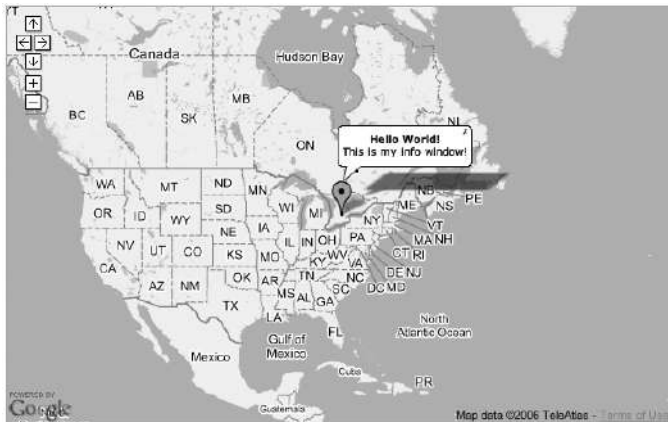 YT
Canada
Hudson Bay
AB
MB
BC
SK
ON
NL
Hello World!
This is my info window!
WA
MT
ND
MN
NB
PE
OR
ID
SD
WI
MI
ME
NS
WY
NE
IA
NY
VT
NV
UT
CO
KS
IL
IN
OH
PA
MA NH
CA
MO
KY
WV
VA
CT RI
AZ
NM
OK
AR
TN
NC
DE NJ
TX
MS
AL
GA
SC
DC MD
LA
FL
North
Atlantic Ocean
Gulf of
Mexico
Mexico
Cuba
PR
Guatemala
POWERED BY
Google
Map data ©2006 TeleAtlas - Terms of Use